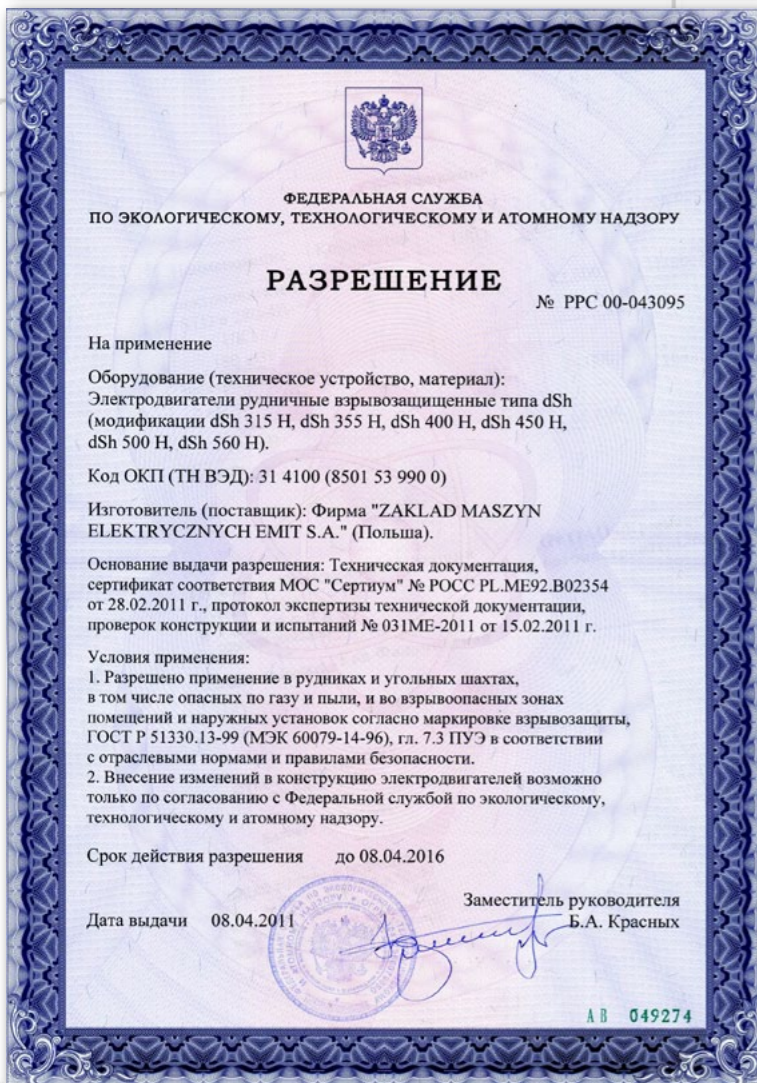 ФЕДЕРАЛЬНАЯ СЛУЖБА
ПО ЭКОЛОГИЧЕСКОМУ, ТЕХНОЛОГИЧЕСКОМУ И АТОМНОМУ НАДЗОРУ
РАЗРЕШЕНИЕ
№ РРС 00-043095
На применение
Оборудование (техническое устройство, материал):
Электродвигатели рудничные взрывозащищенные типа dSh
(модификации dSh 315 H, dSh 355 H, dSh 400 H, dSh 450 H,
dSh 500 H, dSh 560 H).
Код ОКП (ТН ВЭД): 31 4100 (8501 53 990 0)
Изготовитель (поставщик): Фирма "ZAKLAD MASZYN
ELEKTRYCZNYCH EMIT S.A." (Польша).
Основание выдачи разрешения: Техническая документация,
сертификат соответствия МОС "Сертиум" № РОСС PL.ME92.B02354
от 28.02.2011 г., протокол экспертизы технической документации,
проверок конструкции и испытаний № 031МЕ-2011 от 15.02.2011 г.
Условия применения:
1. Разрешено применение в рудниках и угольных шахтах,
в том числе опасных по газу и пыли, и во взрывоопасных зонах
помещений и наружных установок согласно маркировке взрывозащиты,
ГОСТ Р 51330.13-99 (МЭК 60079-14-96), гл. 7.3 ПУЭ в соответствии
с отраслевыми нормами и правилами безопасности.
2. Внесение изменений в конструкцию электродвигателей возможно
только по согласованию с Федеральной службой по экологическому,
технологическому и атомному надзору.
Срок действия разрешения до 08.04.2016
Заместитель руководителя
Дата выдачи 08.04.2011 Б.А. Красных
АВ 049274